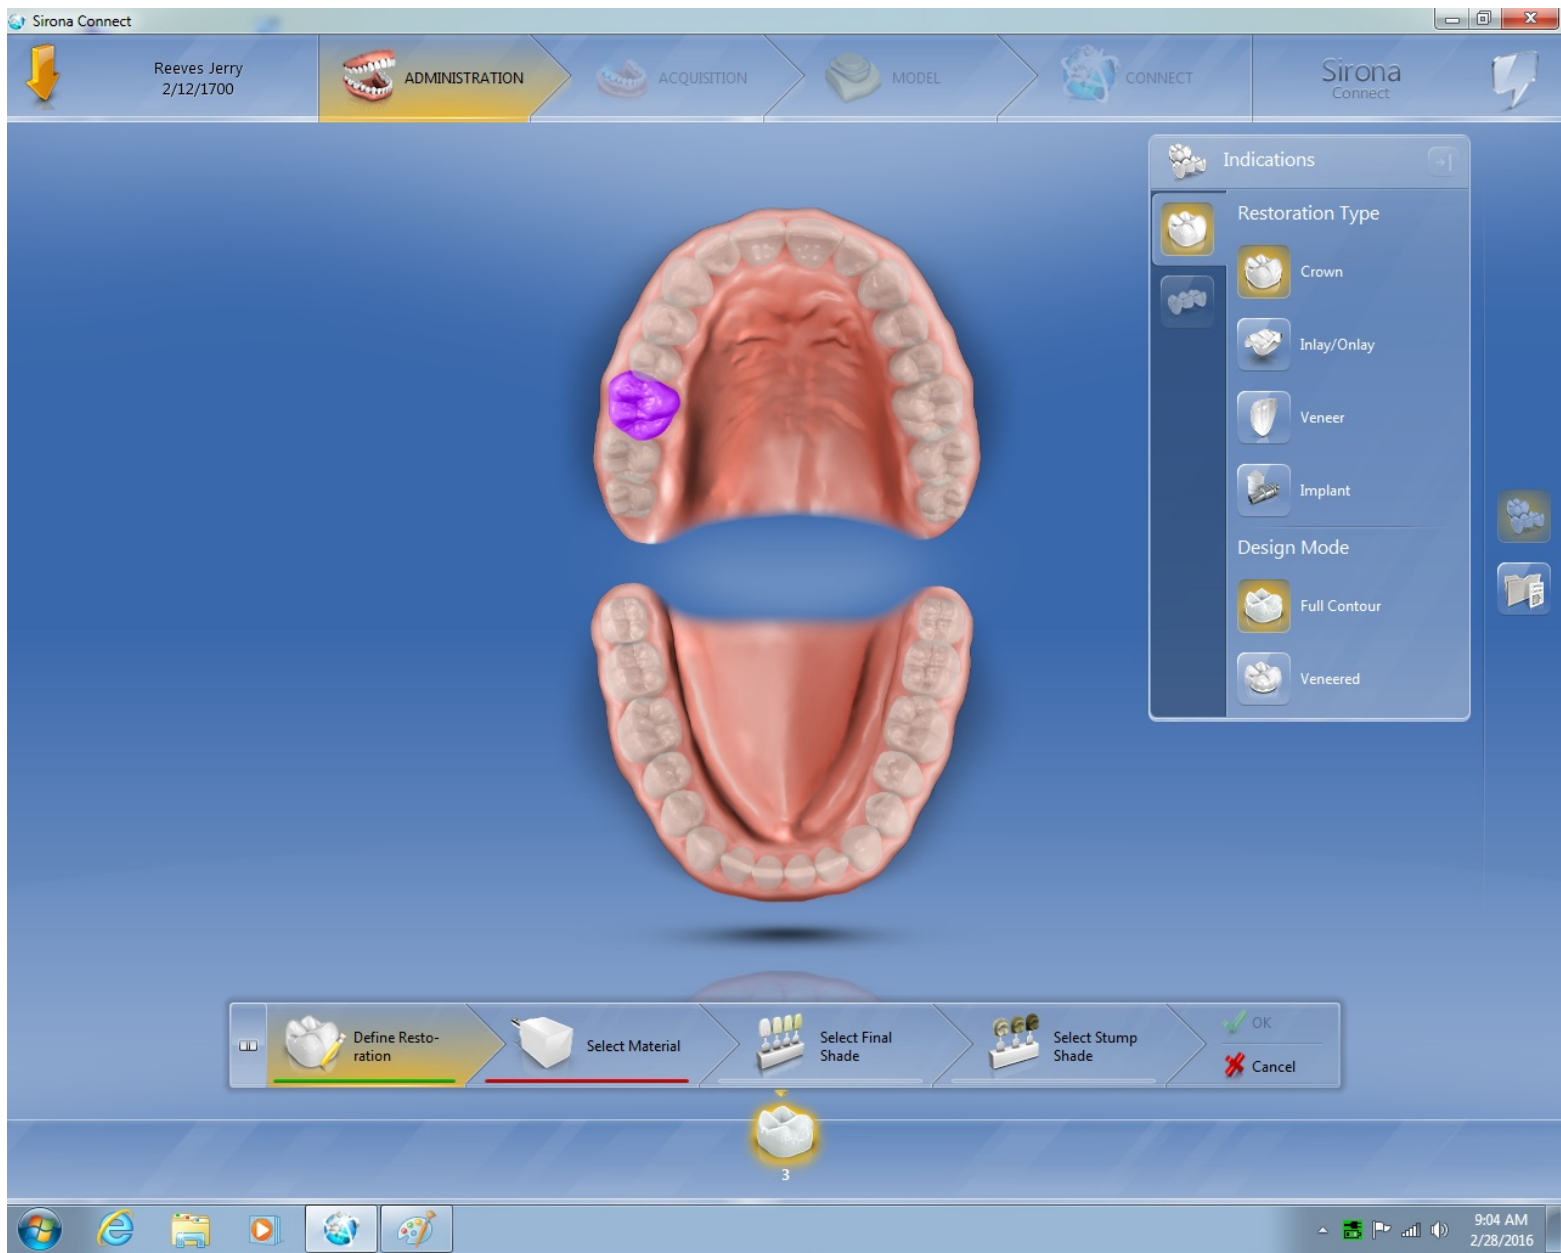 Sirona Connect
Reeves Jerry
2/12/1700
ADMINISTRATION
ACQUISITION
MODEL
CONNECT
Sirona
Connect
Indications
Restoration Type
Crown
Inlay/Onlay
Veneer
Implant
Design Mode
Full Contour
Veneered
Define Resto-
ration
Select Material
Select Final
Shade
Select Stump
Shade
OK
Cancel
3
9:04 AM
2/28/2016